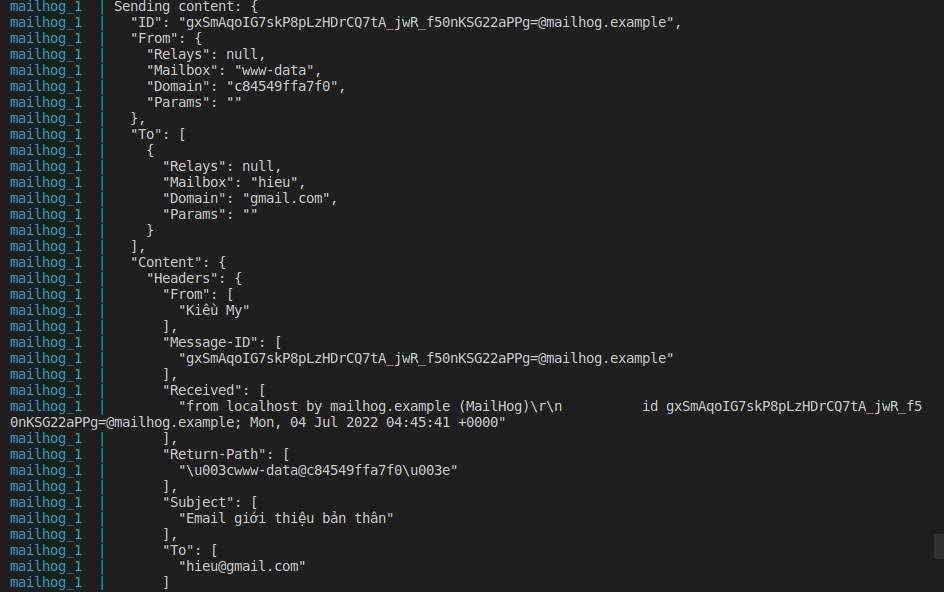 mailhog_1  | Sending content: {
mailhog_1  |   "ID": "gxSmAqoIG7skP8pLzHDrCQ7tA_jwR_f50nKSG22aPPg=@mailhog.example",
mailhog_1  |   "From": {
mailhog_1  |     "Relays": null,
mailhog_1  |     "Mailbox": "www-data",
mailhog_1  |     "Domain": "c84549ffa7f0",
mailhog_1  |     "Params": ""
mailhog_1  |   },
mailhog_1  |   "To": [
mailhog_1  |     {
mailhog_1  |       "Relays": null,
mailhog_1  |       "Mailbox": "hieu",
mailhog_1  |       "Domain": "gmail.com",
mailhog_1  |       "Params": ""
mailhog_1  |     }
mailhog_1  |   ],
mailhog_1  |   "Content": {
mailhog_1  |     "Headers": {
mailhog_1  |       "From": [
mailhog_1  |         "Kiều My"
mailhog_1  |       ],
mailhog_1  |       "Message-ID": [
mailhog_1  |         "gxSmAqoIG7skP8pLzHDrCQ7tA_jwR_f50nKSG22aPPg=@mailhog.example"
mailhog_1  |       ],
mailhog_1  |       "Received": [
mailhog_1  |         "from localhost by mailhog.example (MailHog)\r\n          id gxSmAqoIG7skP8pLzHDrCQ7tA_jwR_f5
0nKSG22aPPg=@mailhog.example; Mon, 04 Jul 2022 04:45:41 +0000"
mailhog_1  |       ],
mailhog_1  |       "Return-Path": [
mailhog_1  |         "\u003cwww-data@c84549ffa7f0\u003e"
mailhog_1  |       ],
mailhog_1  |       "Subject": [
mailhog_1  |         "Email giới thiệu bản thân"
mailhog_1  |       ],
mailhog_1  |       "To": [
mailhog_1  |         "hieu@gmail.com"
mailhog_1  |       ]